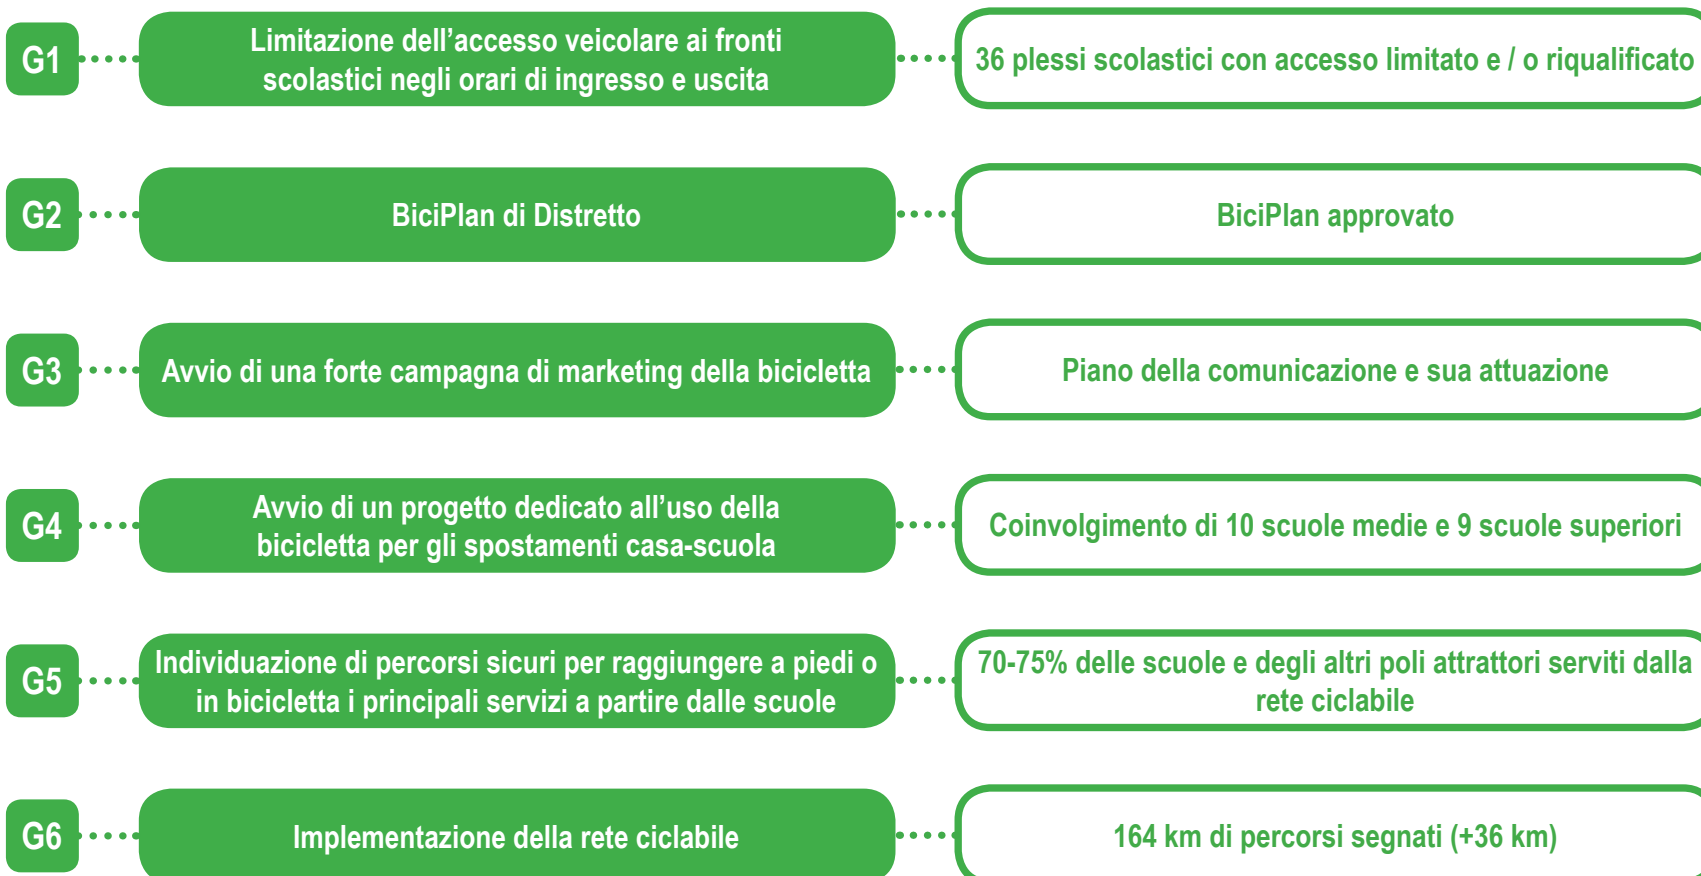 G1
Limitazione dell’accesso veicolare ai fronti
scolastici negli orari di ingresso e uscita
36 plessi scolastici con accesso limitato e / o riqualificato
G2
BiciPlan di Distretto
BiciPlan approvato
G3
Avvio di una forte campagna di marketing della bicicletta
Piano della comunicazione e sua attuazione
G4
Avvio di un progetto dedicato all’uso della
bicicletta per gli spostamenti casa-scuola
Coinvolgimento di 10 scuole medie e 9 scuole superiori
G5
Individuazione di percorsi sicuri per raggiungere a piedi o
in bicicletta i principali servizi a partire dalle scuole
70-75% delle scuole e degli altri poli attrattori serviti dalla
rete ciclabile
G6
Implementazione della rete ciclabile
164 km di percorsi segnati (+36 km)